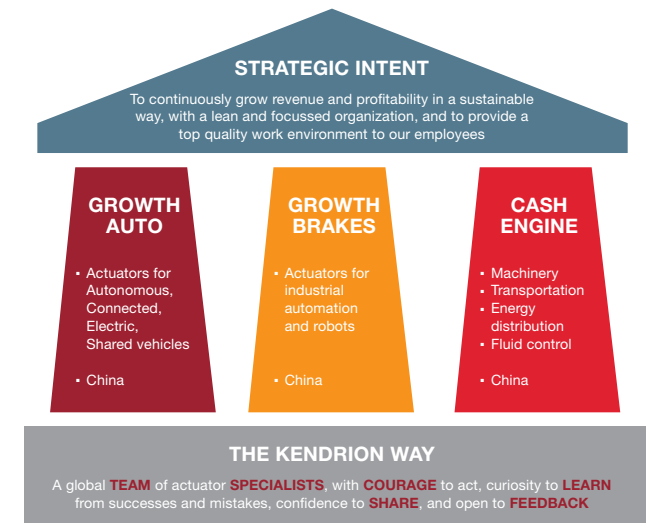 STRATEGIC INTENT
To continuously grow revenue and profitability in a sustainable
way, with a lean and focussed organization, and to provide a
top quality work environment to our employees
GROWTH
AUTO
▪ Actuators for
Autonomous,
Connected,
Electric,
Shared vehicles
▪ China
GROWTH
BRAKES
▪ Actuators for
industrial
automation
and robots
▪ China
CASH
ENGINE
▪ Machinery
▪ Transportation
▪ Energy
distribution
▪ Fluid control
▪ China
THE KENDRION WAY
A global TEAM of actuator SPECIALISTS, with COURAGE to act, curiosity to LEARN
from successes and mistakes, confidence to SHARE, and open to FEEDBACK